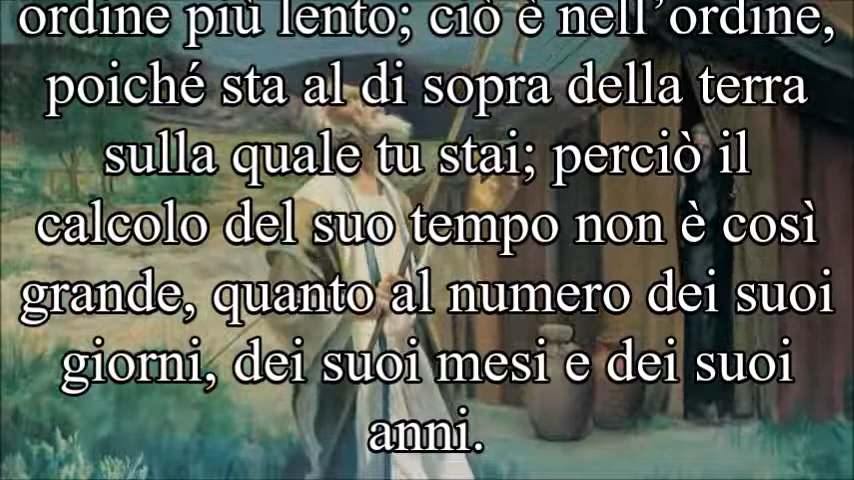 ordine più lento; ciò è nell'ordine,
poiché sta al di sopra della terra
sulla quale tu stai; perciò il
calcolo del suo tempo non è così
grande, quanto al numero dei suoi
giorni, dei suoi mesi e dei suoi
anni.